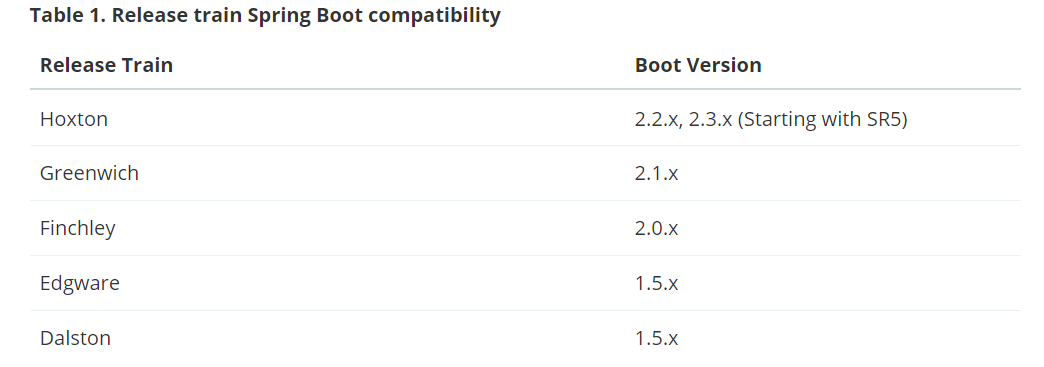 Table 1. Release train Spring Boot compatibility
Release Train Boot Version
Hoxton 2.2.x, 2.3.x (Starting with SR5)
Greenwich 2.1.x
Finchley 2.0.x
Edgware 1.5.x
Dalston 1.5.x